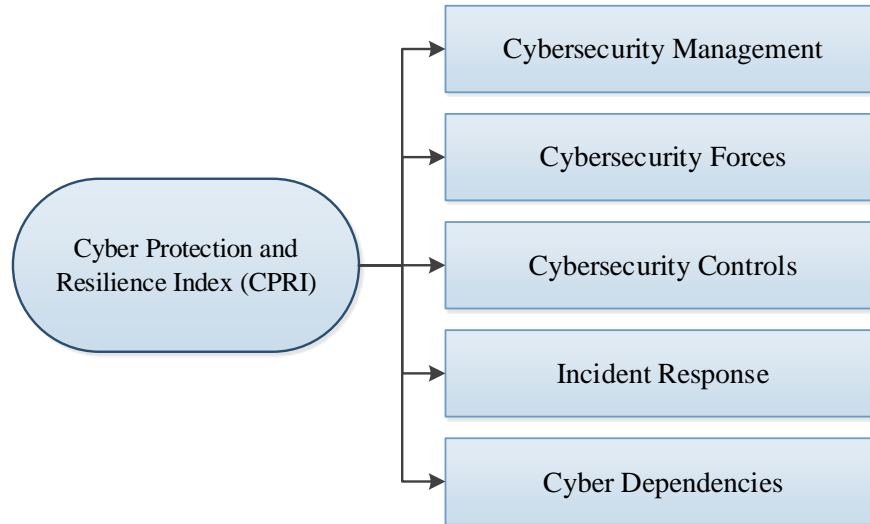 Cybersecurity Management
Cybersecurity Forces
Cyber Protection and
Resilience Index (CPRI)
Cybersecurity Controls
Incident Response
Cyber Dependencies